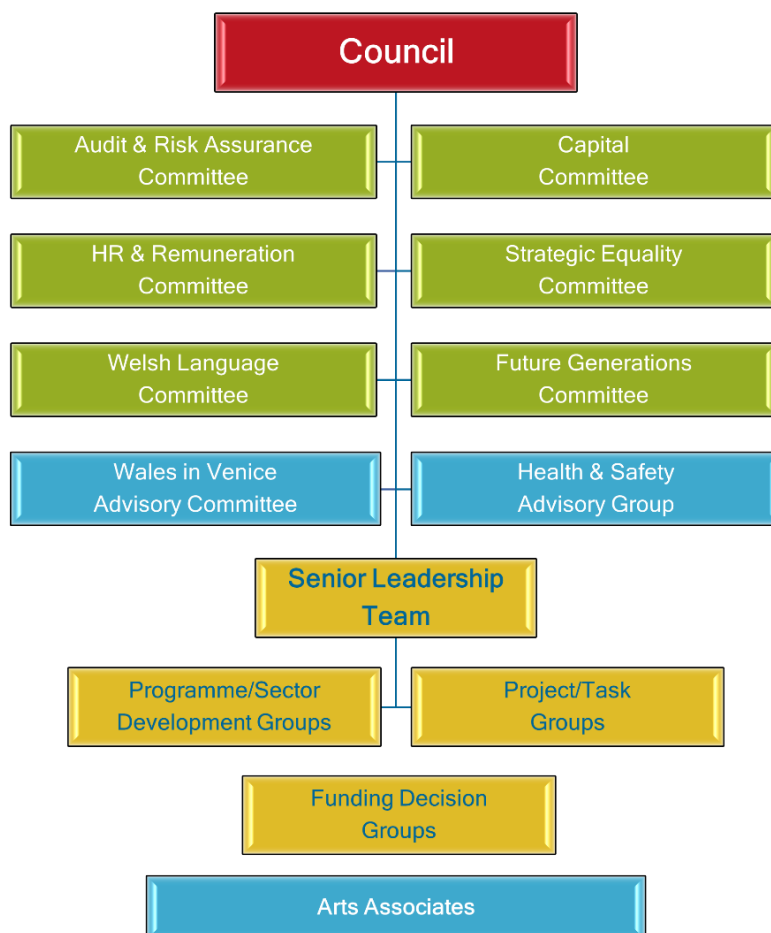 Council
Audit & Risk Assurance
Committee
Capital
Committee
HR & Remuneration
Committee
Strategic Equality
Committee
Welsh Language
Committee
Future Generations
Committee
Wales in Venice
Advisory Committee
Health & Safety
Advisory Group
Senior Leadership
Team
Programme/Sector
Development Groups
Project/Task
Groups
Funding Decision
Groups
Arts Associates